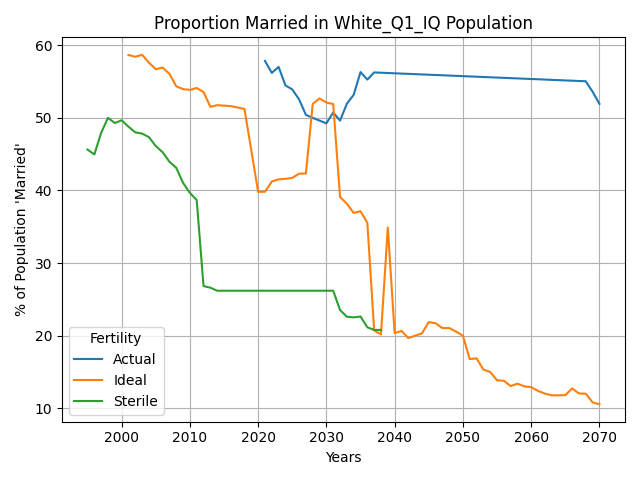 Proportion Married in White_Q1_IQ Population
% of Population 'Married'
60
50
40
30
20
10
Fertility
Actual
Ideal
Sterile
2000 2010 2020 2030 2040 2050 2060 2070
Years